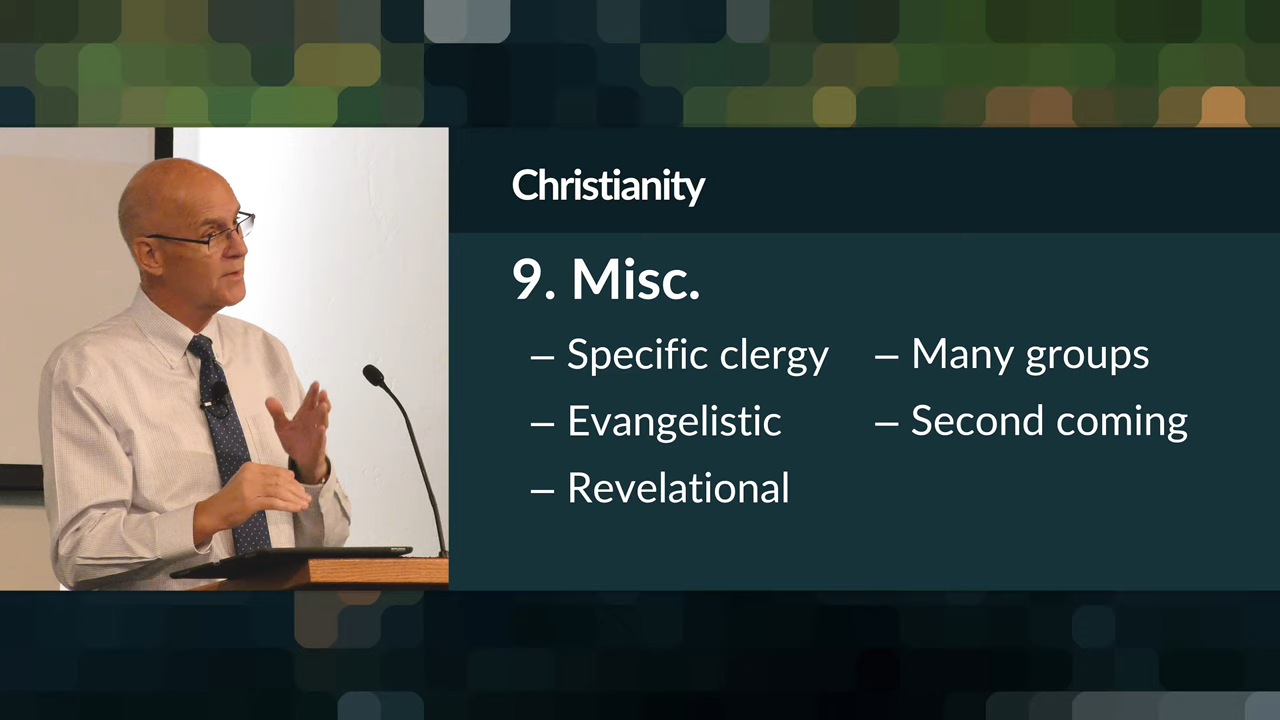 Christianity
9. Misc.
– Specific clergy
– Evangelistic
– Revelational
– Many groups
– Second coming